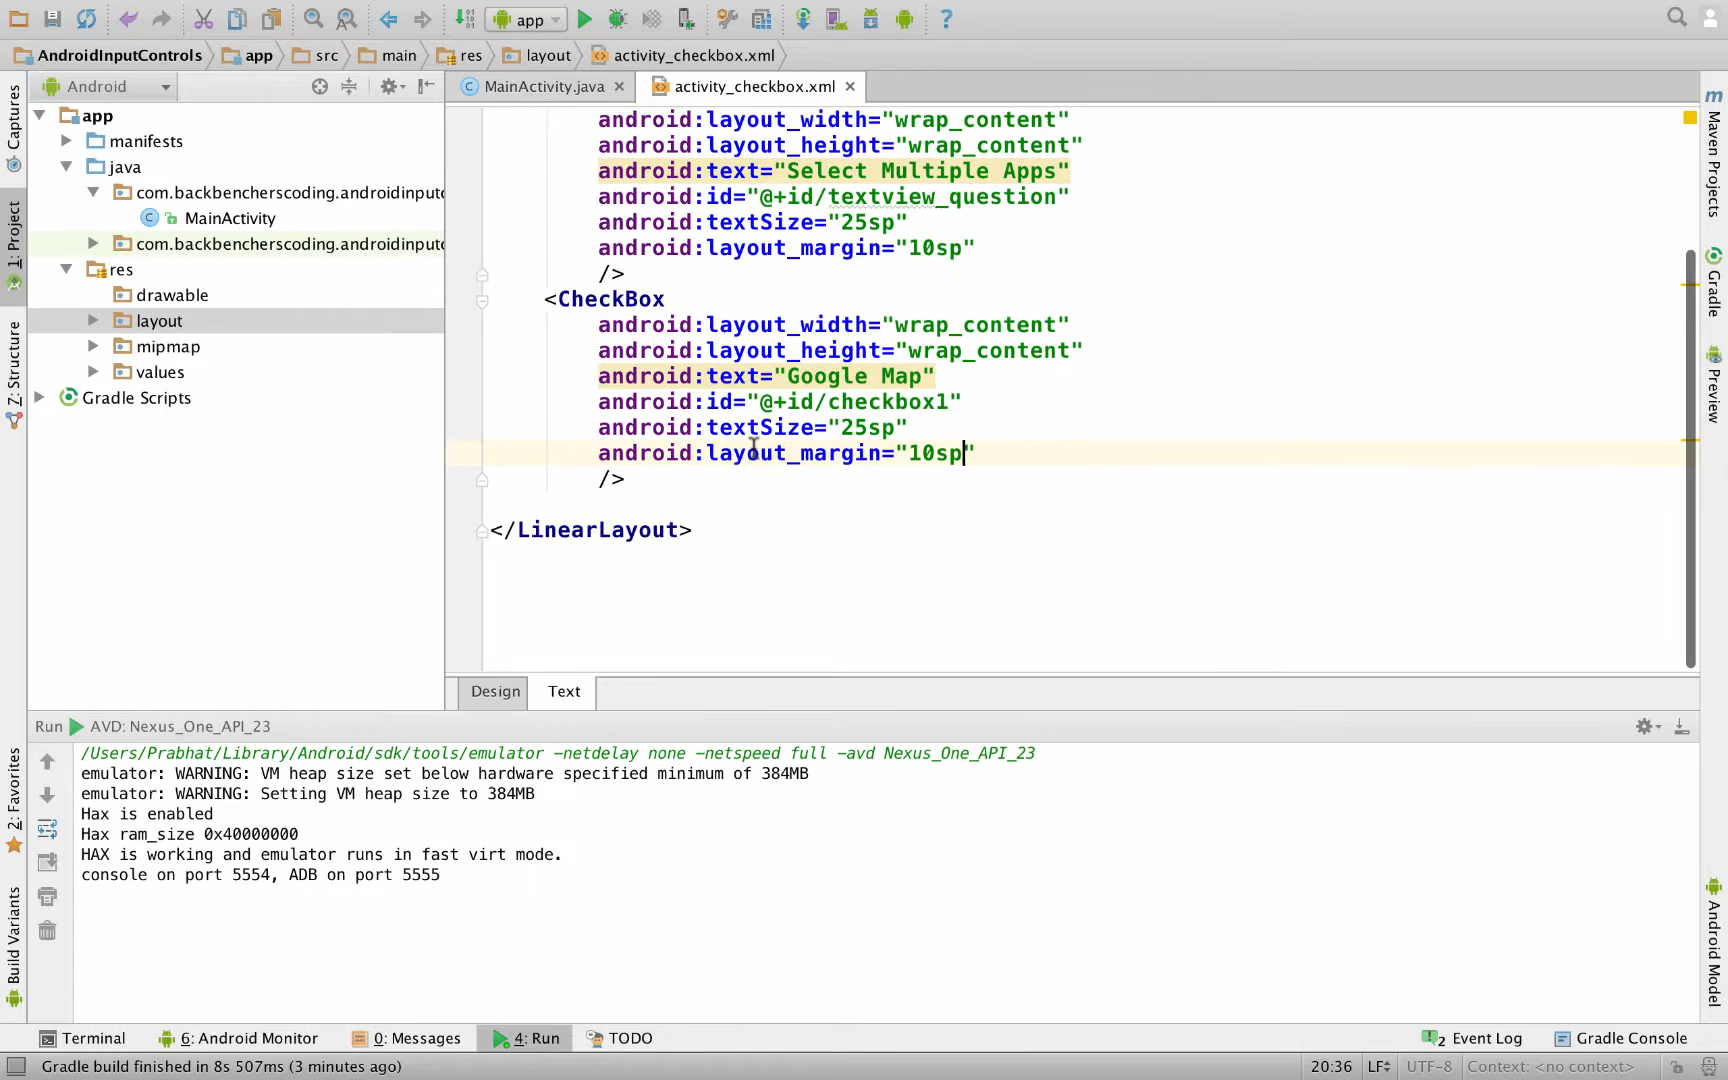 app
AndroidInputControls
app
src
main
res
layout
activity_checkbox.xml
Android
MainActivity.java
activity_checkbox.xml
Captures
1: Project
Z: Structure
2: Favorites
Build Variants
app
manifests
java
com.backbencherscoding.androidinputc
MainActivity
com.backbencherscoding.androidinputc
res
drawable
layout
mipmap
values
Gradle Scripts
android:layout_width="wrap_content"
android:layout_height="wrap_content"
android:text="Select Multiple Apps"
android:id="@+id/textview_question"
android:textSize="25sp"
android:layout_margin="10sp"
/>
<CheckBox
android:layout_width="wrap_content"
android:layout_height="wrap_content"
android:text="Google Map"
android:id="@+id/checkbox1"
android:textSize="25sp"
android:layout_margin="10sp"
/>
</LinearLayout>
Design
Text
Maven Projects
Gradle
Preview
Android Model
Run AVD: Nexus_One_API_23
/Users/Prabhat/Library/Android/sdk/tools/emulator -netdelay none -netspeed full -avd Nexus_One_API_23
emulator: WARNING: VM heap size set below hardware specified minimum of 384MB
emulator: WARNING: Setting VM heap size to 384MB
Hax is enabled
Hax ram_size 0x40000000
HAX is working and emulator runs in fast virt mode.
console on port 5554, ADB on port 5555
Terminal
6: Android Monitor
0: Messages
4: Run
TODO
2 Event Log
Gradle Console
Gradle build finished in 8s 507ms (3 minutes ago)
20:36
LF
UTF-8
Context: <no context>